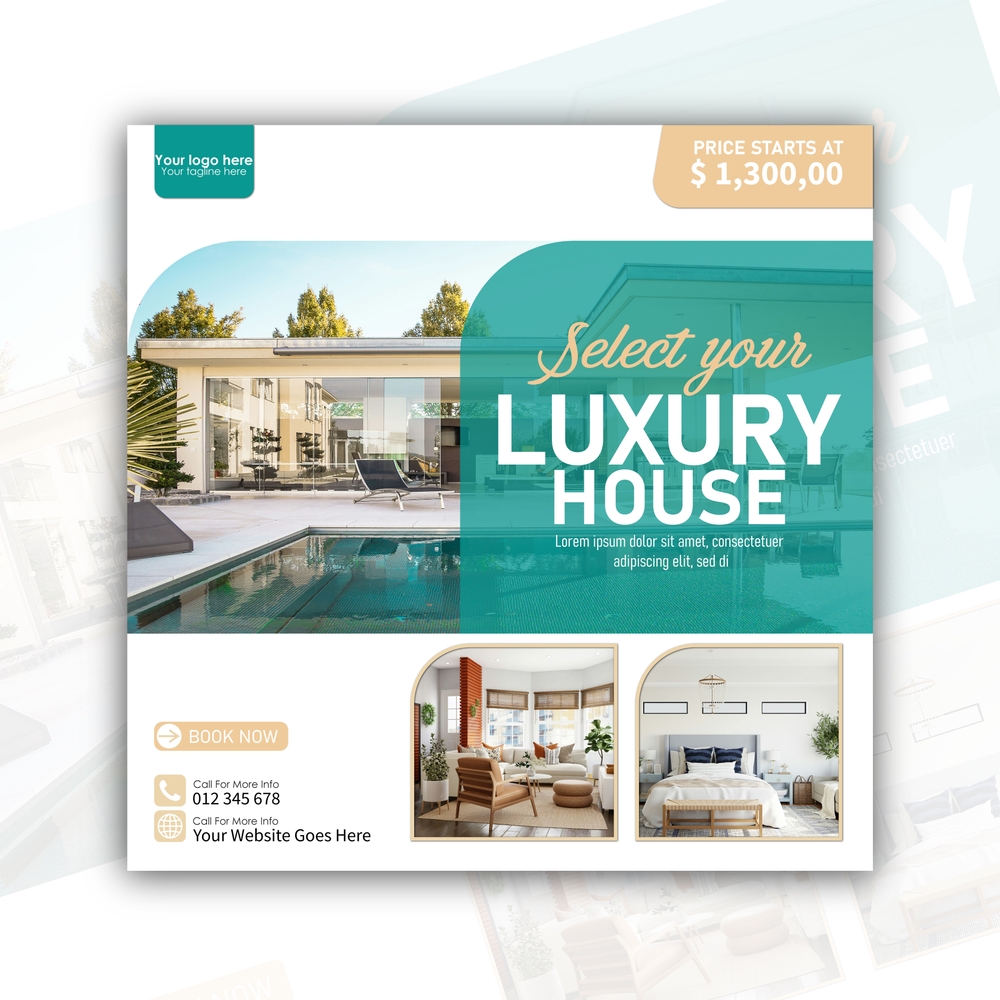 Your logo here
Your tagline here
PRICE STARTS AT
$ 1,300,00
Select your
LUXURY
HOUSE
Lorem ipsum dolor sit amet, consectetuer
adipiscing elit, sed di
BOOK NOW
Call For More Info
012 345 678
Call For More Info
Your Website Goes Here